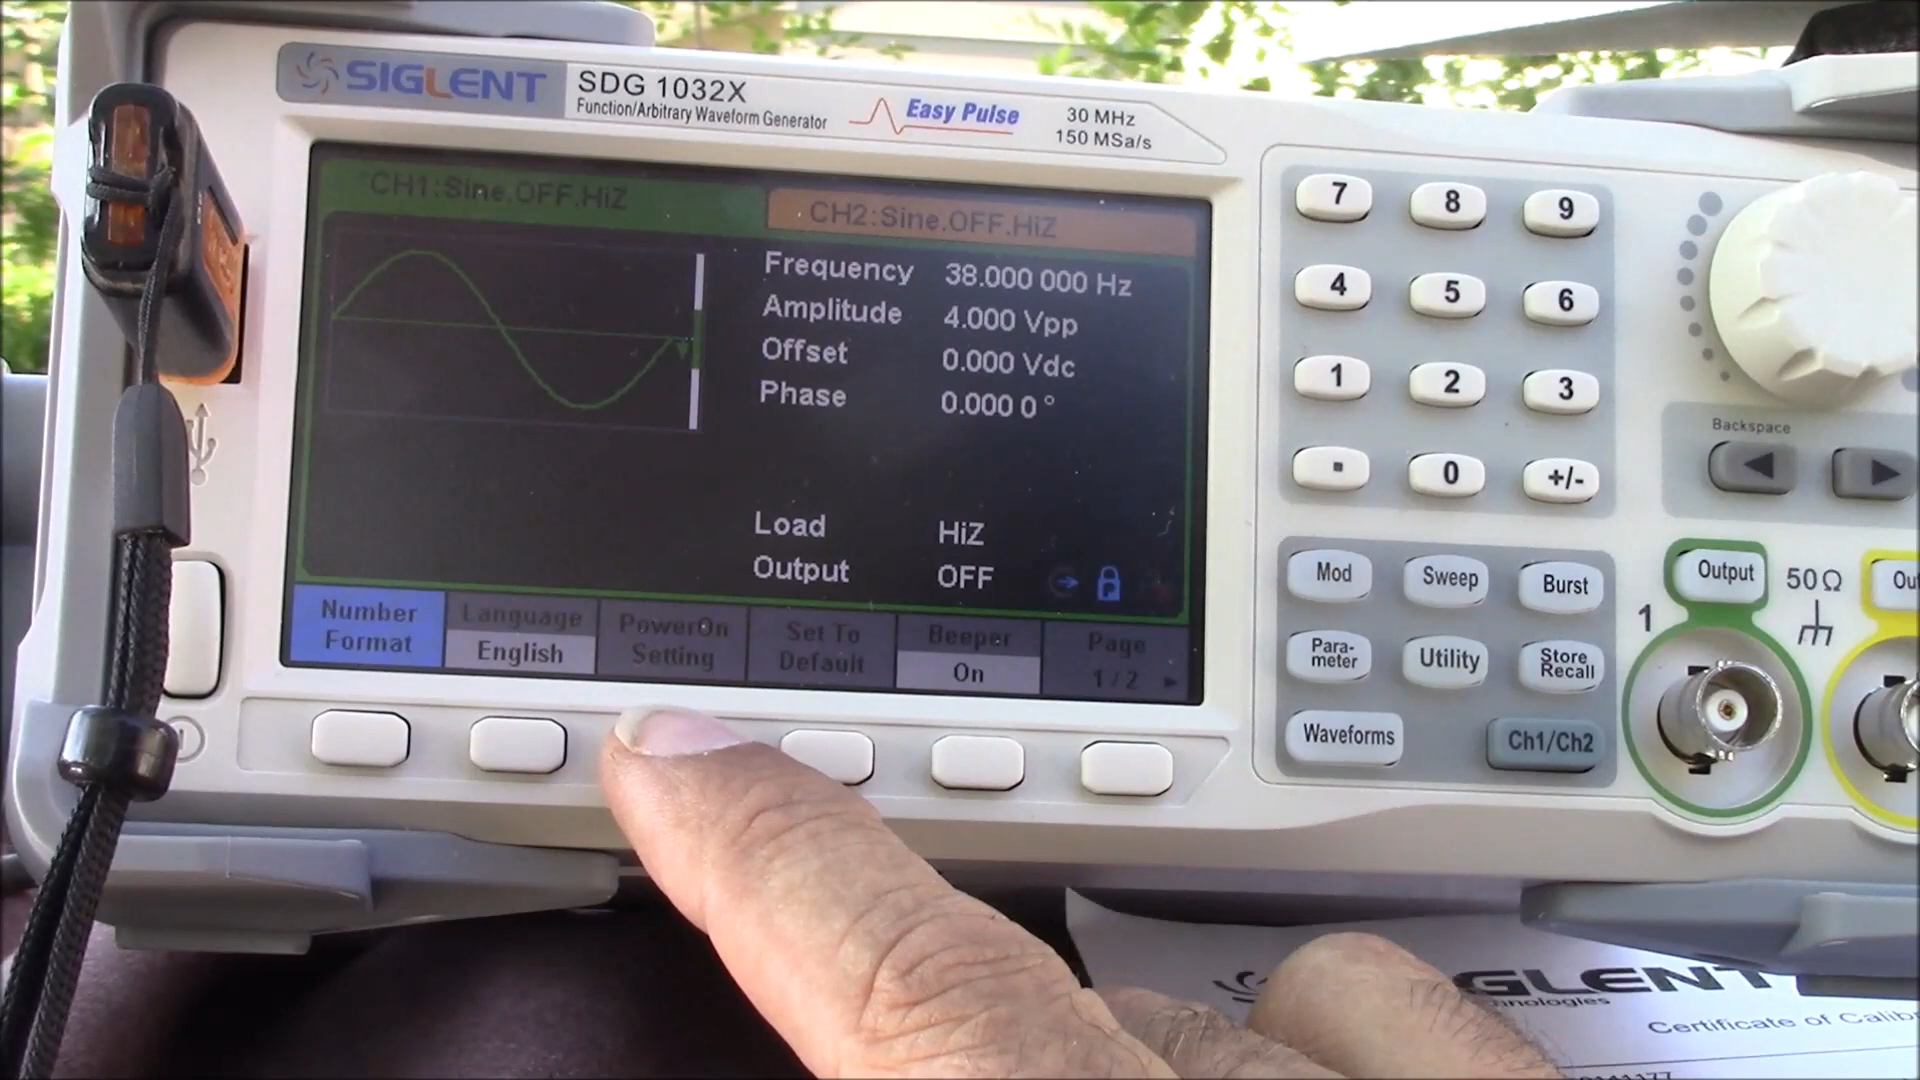 SIGLENT
SDG 1032X
Function/Arbitrary Waveform Generator
Easy Pulse
30 MHz
150 MSa/s
CH1:Sine.OFF.HiZ
CH2:Sine.OFF.HiZ
Frequency 38.000 000 Hz
Amplitude 4.000 Vpp
Offset 0.000 Vdc
Phase 0.000 0 °
Load HiZ
Output OFF
P
Number
Format
Language
English
PowerOn
Setting
Set To
Default
Beeper
On
Page
1 / 2
7 8 9
4 5 6
1 2 3
. 0 +/-
Backspace
Mod Sweep Burst
Para-
meter
Utility
Store
Recall
Waveforms Ch1/Ch2
1
Output
50Ω
SIGLENT
Certificate of